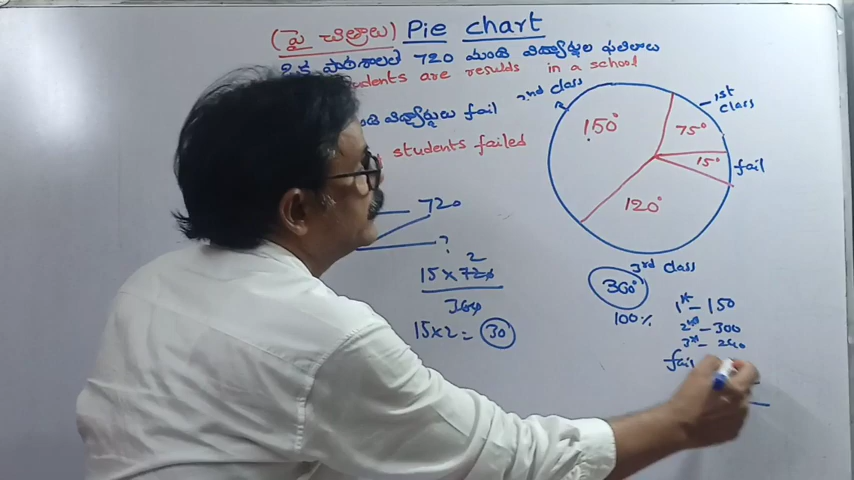 (పై చిత్రాలు) Pie chart
ఒక పాఠశాలలో 720 మంది విద్యార్థుల ఫలితాలు
students are results in a school
మంది విద్యార్థులు fail
students failed
720
?
2
15 × 720
360
15×2 = 30
2nd class
1st class
150°
75°
15°
fail
120°
3rd class
360°
100%
1st - 150
2nd - 300
3rd - 240
fail